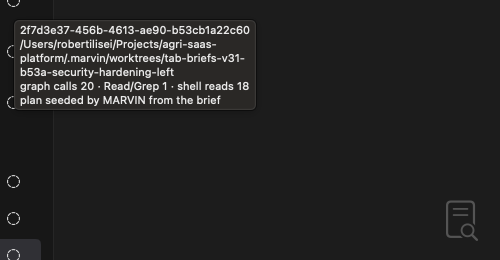 2f7d3e37-456b-4613-ae90-b53cb1a22c60
/Users/robertilisei/Projects/agri-saas-
platform/.marvin/worktrees/tab-briefs-v31-
b53a-security-hardening-left
graph calls 20 · Read/Grep 1 · shell reads 18
plan seeded by MARVIN from the brief